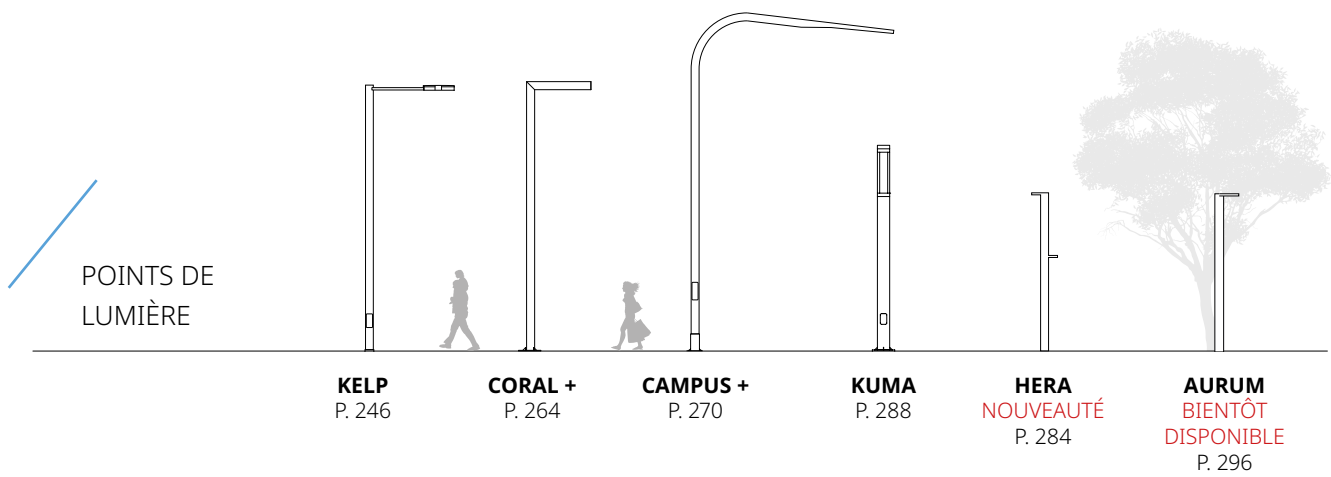 POINTS DE
LUMIÈRE
KELP
P. 246
CORAL +
P. 264
CAMPUS +
P. 270
KUMA
P. 288
HERA
NOUVEAUTÉ
P. 284
AURUM
BIENTÔT
DISPONIBLE
P. 296